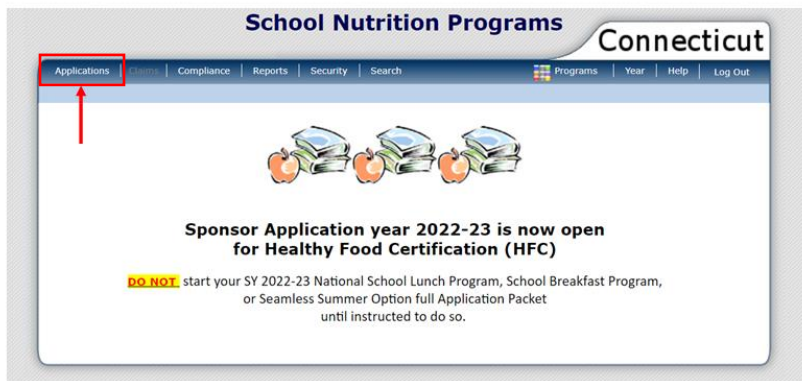 School Nutrition Programs
Connecticut
Applications | Claims | Compliance | Reports | Security | Search Programs | Year | Help | Log Out
Sponsor Application year 2022-23 is now open
for Healthy Food Certification (HFC)
DO NOT start your SY 2022-23 National School Lunch Program, School Breakfast Program,
or Seamless Summer Option full Application Packet
until instructed to do so.